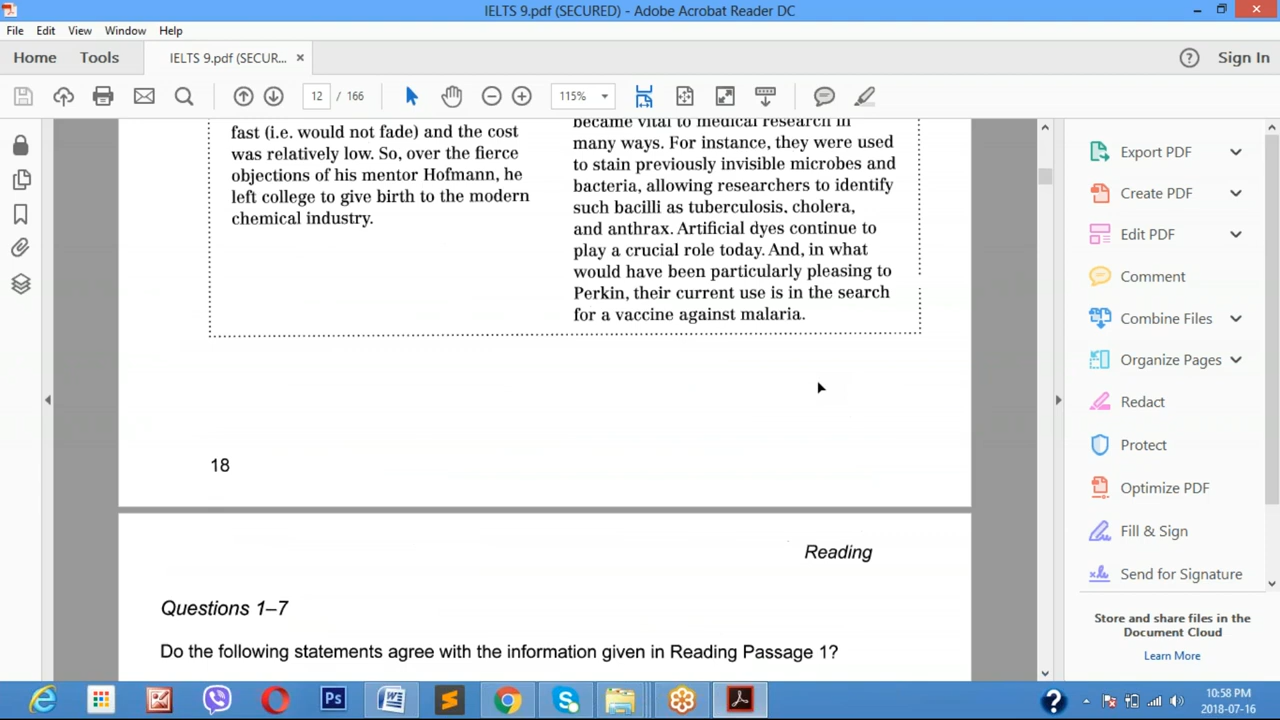 IELTS 9.pdf (SECURED) - Adobe Acrobat Reader DC
File Edit View Window Help
Home Tools IELTS 9.pdf (SECUR... ×
? Sign In
12 / 166
115%
fast (i.e. would not fade) and the cost
was relatively low. So, over the fierce
objections of his mentor Hofmann, he
left college to give birth to the modern
chemical industry.
became vital to medical research in
many ways. For instance, they were used
to stain previously invisible microbes and
bacteria, allowing researchers to identify
such bacilli as tuberculosis, cholera,
and anthrax. Artificial dyes continue to
play a crucial role today. And, in what
would have been particularly pleasing to
Perkin, their current use is in the search
for a vaccine against malaria.
18
Reading
Questions 1–7
Do the following statements agree with the information given in Reading Passage 1?
Export PDF
Create PDF
Edit PDF
Comment
Combine Files
Organize Pages
Redact
Protect
Optimize PDF
Fill & Sign
Send for Signature
Store and share files in the
Document Cloud
Learn More
Ps
10:58 PM
2018-07-16